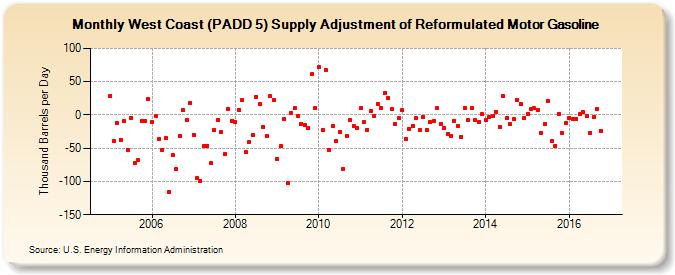 Monthly West Coast (PADD 5) Supply Adjustment of Reformulated Motor Gasoline
Thousand Barrels per Day
100
50
0
-50
-100
-150
2006 2008 2010 2012 2014 2016
Source: U.S. Energy Information Administration